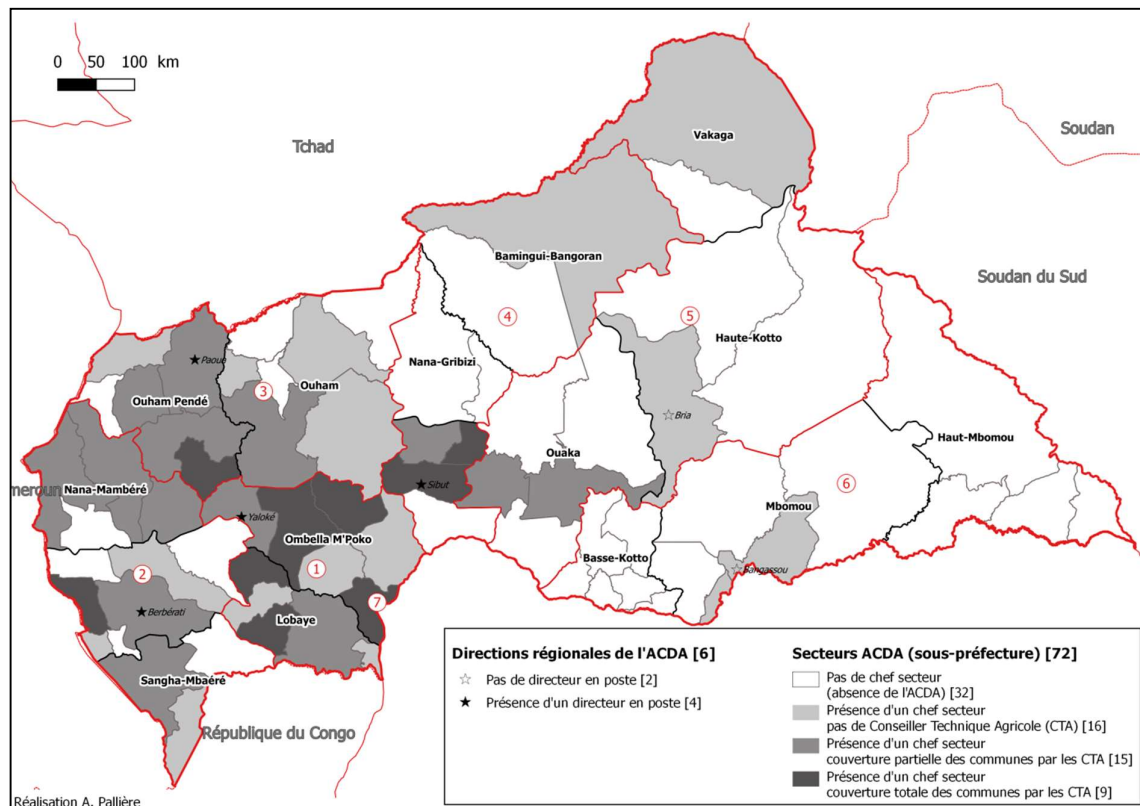 0 50 100 km
Tchad
Soudan
Vakaga
Soudan du Sud
Bamingui-Bangoran
4
5
Haute-Kotto
Nana-Gribizi
Paoua
3
Ouham
Ouham Pendé
Bria
Ouaka
Haut-Mbomou
6
Nana-Mambéré
meroun
Sibut
Mbomou
Yaloké
Ombella M'Poko
Basse-Kotto
Bangassou
2
1
7
Berbérati
Lobaye
Sangha-Mbaéré
République du Congo
Directions régionales de l'ACDA [6]
Pas de directeur en poste [2]
Présence d'un directeur en poste [4]
Secteurs ACDA (sous-préfecture) [72]
Pas de chef secteur
(absence de l'ACDA) [32]
Présence d'un chef secteur
pas de Conseiller Technique Agricole (CTA) [16]
Présence d'un chef secteur
couverture partielle des communes par les CTA [15]
Présence d'un chef secteur
couverture totale des communes par les CTA [9]
Réalisation A. Pallière